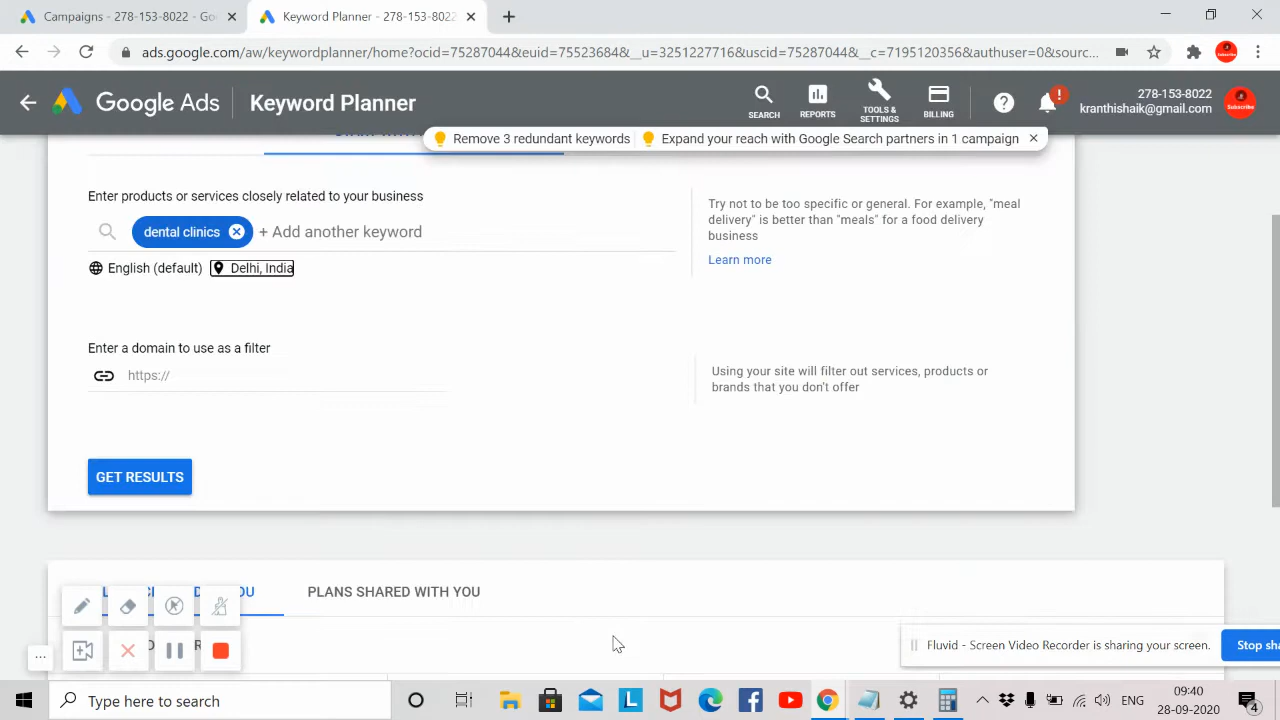 Campaigns - 278-153-8022 - Go
Keyword Planner - 278-153-8022
ads.google.com/aw/keywordplanner/home?ocid=75287044&euid=75523684&__u=3251227716&uscid=75287044&__c=7195120356&authuser=0&sourc...
Google Ads
Keyword Planner
SEARCH
REPORTS
TOOLS & SETTINGS
BILLING
278-153-8022
kranthishaik@gmail.com
Subscribe
Remove 3 redundant keywords
Expand your reach with Google Search partners in 1 campaign
Enter products or services closely related to your business
dental clinics
+ Add another keyword
English (default)
Delhi, India
Try not to be too specific or general. For example, "meal
delivery" is better than "meals" for a food delivery
business
Learn more
Enter a domain to use as a filter
https://
Using your site will filter out services, products or
brands that you don't offer
GET RESULTS
PLANS SHARED WITH YOU
Fluvid - Screen Video Recorder is sharing your screen.
Stop sha
Type here to search
ENG
09:40
28-09-2020
4